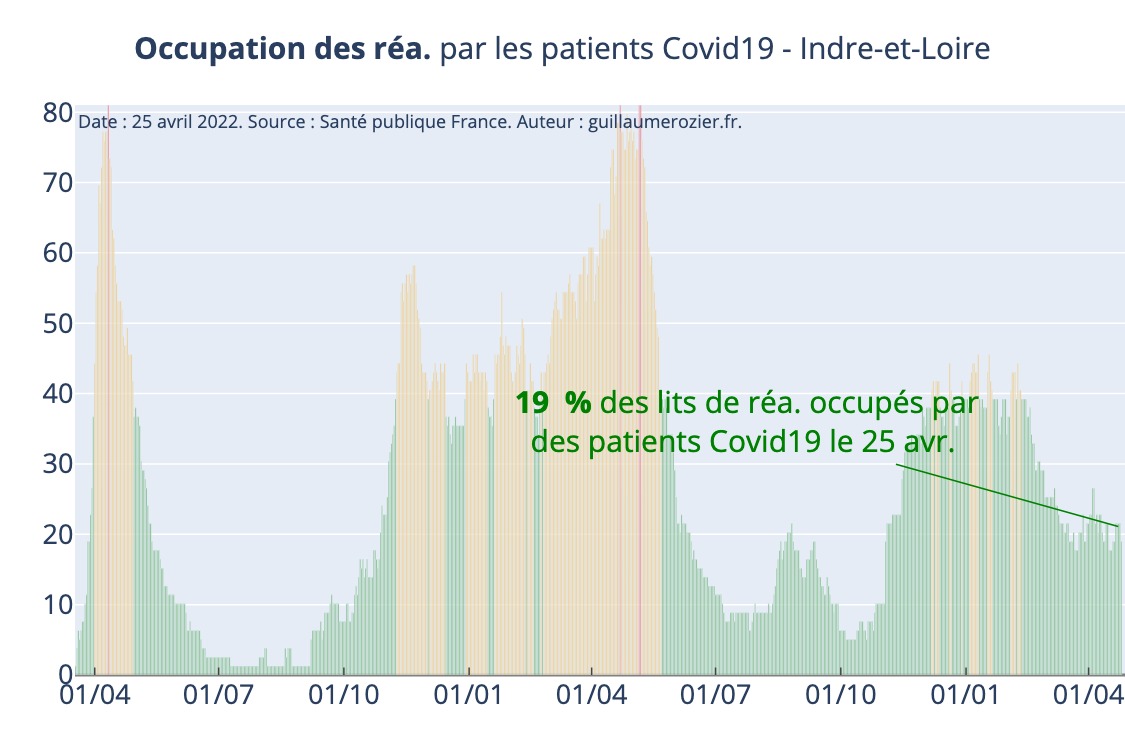 Occupation des réa. par les patients Covid19 - Indre-et-Loire
80
Date : 25 avril 2022. Source : Santé publique France. Auteur : guillaumerozier.fr.
70
60
50
40
19 % des lits de réa. occupés par
des patients Covid19 le 25 avr.
30
20
10
0
01/04 01/07 01/10 01/01 01/04 01/07 01/10 01/01 01/04